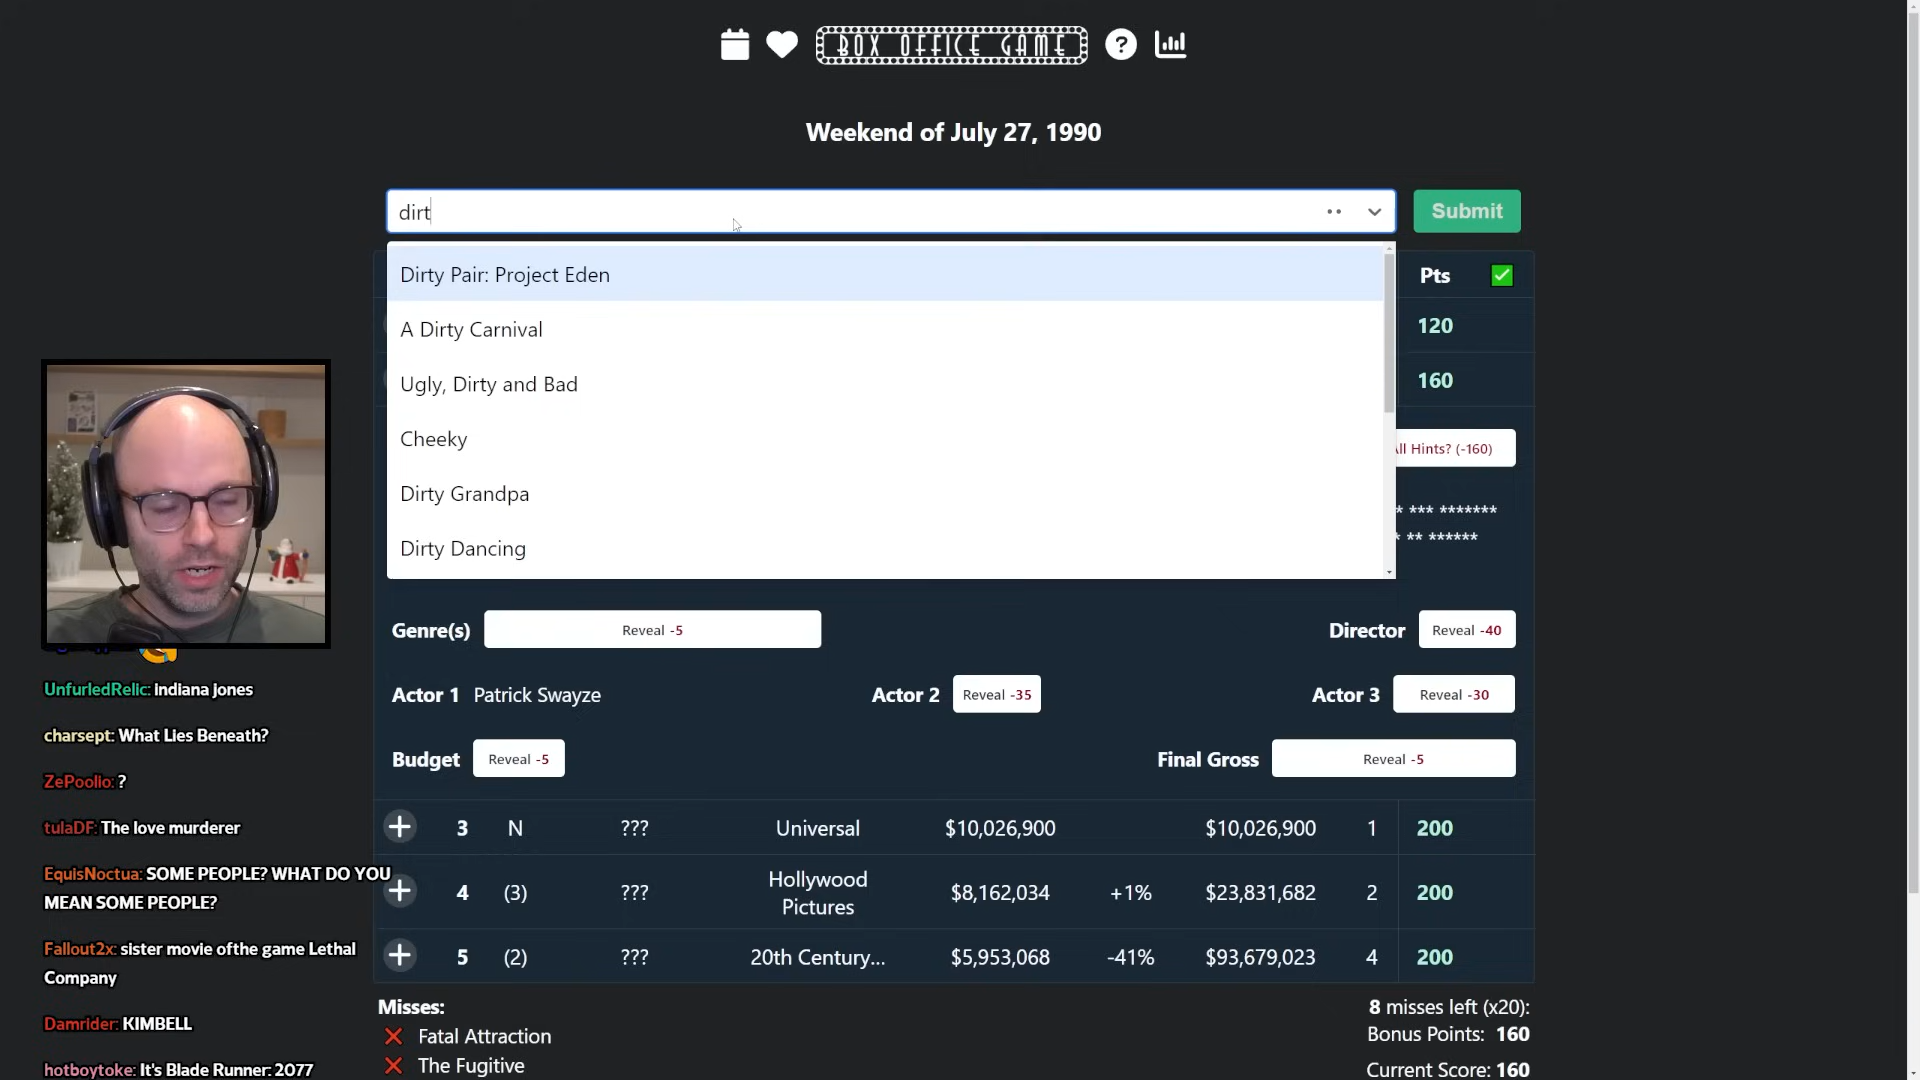 BOX OFFICE GAME
?
Weekend of July 27, 1990
dirt
Submit
Dirty Pair: Project Eden
A Dirty Carnival
Ugly, Dirty and Bad
Cheeky
Dirty Grandpa
Dirty Dancing
Pts
120
160
All Hints? (-160)
* *** *******
* ** ******
Genre(s) Reveal -5 Director Reveal -40
Actor 1 Patrick Swayze Actor 2 Reveal -35 Actor 3 Reveal -30
Budget Reveal -5 Final Gross Reveal -5
3 N ??? Universal $10,026,900 $10,026,900 1 200
4 (3) ??? Hollywood Pictures $8,162,034 +1% $23,831,682 2 200
5 (2) ??? 20th Century... $5,953,068 -41% $93,679,023 4 200
Misses:
Fatal Attraction
The Fugitive
8 misses left (x20):
Bonus Points: 160
Current Score: 160
UnfurledRelic: indiana jones
charsept: What Lies Beneath?
ZePoolio: ?
tulaDF: The love murderer
EquisNoctua: SOME PEOPLE? WHAT DO YOU
MEAN SOME PEOPLE?
Fallout2x: sister movie ofthe game Lethal
Company
Damrider: KIMBELL
hotboytoke: It's Blade Runner: 2077